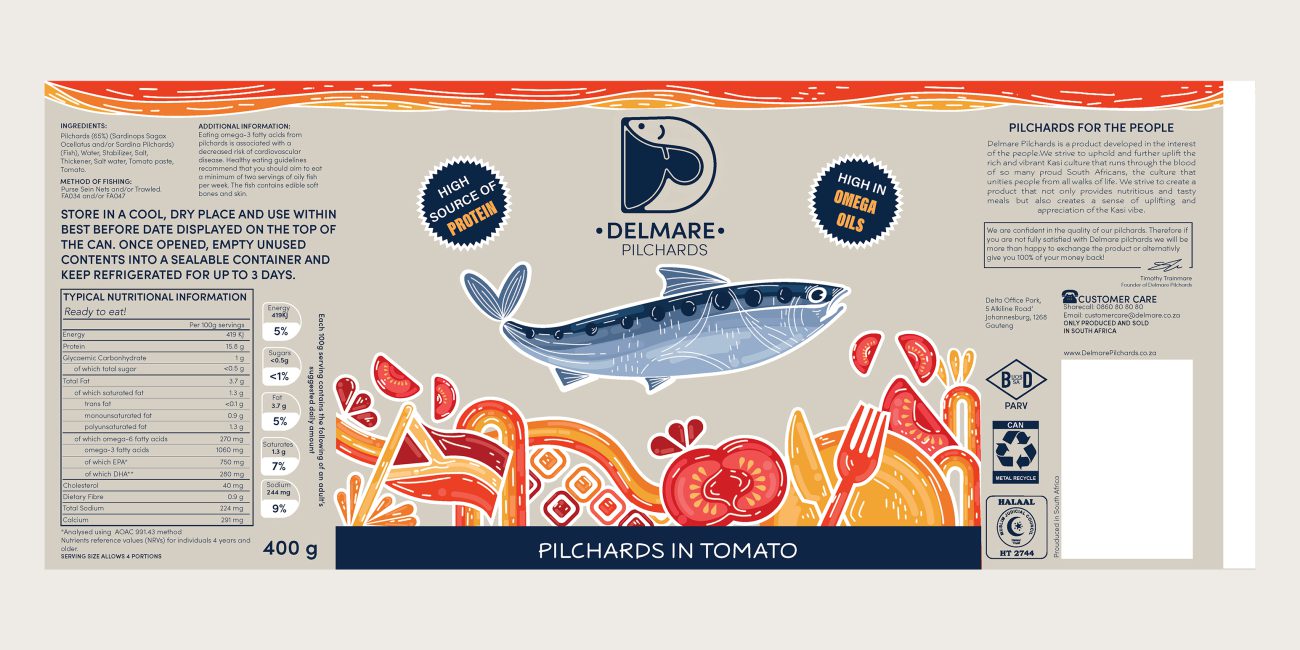 INGREDIENTS:
Pilchards (65%) (Sardinops Sagax
Ocellatus and/or Sardina Pilchards)
(Fish), Water, Stabilizer, Salt,
Thickener, Salt water, Tomato paste,
Tomato.
METHOD OF FISHING:
Purse Sein Nets and/or Trawled.
FA034 and/or FA047
ADDITIONAL INFORMATION:
Eating omega-3 fatty acids from
pilchards is associated with a
decreased risk of cardiovascular
disease. Healthy eating guidelines
recommend that you should aim to eat
a minimum of two servings of oily fish
per week. The fish contains edible soft
bones and skin.
STORE IN A COOL, DRY PLACE AND USE WITHIN
BEST BEFORE DATE DISPLAYED ON THE TOP OF
THE CAN. ONCE OPENED, EMPTY UNUSED
CONTENTS INTO A SEALABLE CONTAINER AND
KEEP REFRIGERATED FOR UP TO 3 DAYS.
TYPICAL NUTRITIONAL INFORMATION
Ready to eat!
Per 100g servings
Energy 419 Kj
Protein 15.8 g
Glycaemic Carbonhydrate 1 g
of which total sugar <0.5 g
Total Fat 3.7 g
of which saturated fat 1.3 g
trans fat <0.1 g
monounsaturated fat 0.9 g
polyunsaturated fat 1.3 g
of which omega-6 fatty acids 270 mg
omega-3 fatty acids 1060 mg
of which EPA* 750 mg
of which DHA** 280 mg
Cholesterol 40 mg
Dietary Fibre 0.9 g
Total Sodium 224 mg
Calcium 291 mg
*Analysed using AOAC 991.43 method
Nutrients reference values (NRVs) for individuals 4 years and
older.
SERVING SIZE ALLOWS 4 PORTIONS
Energy
419Kj
5%
Sugars
<0.5g
<1%
Fat
3.7 g
5%
Saturates
1.3 g
7%
Sodium
244 mg
9%
Each 100g serving contains the following of an adult's
suggested daily amount
400 g
HIGH
SOURCE OF
PROTEIN
DELMARE
PILCHARDS
HIGH IN
OMEGA
OILS
PILCHARDS IN TOMATO
PILCHARDS FOR THE PEOPLE
Delmare Pilchards is a product developed in the interest
of the people.We strive to uphold and further uplift the
rich and vibrant Kasi culture that runs through the blood
of so many proud South Africans, the culture that
unities people from all walks of life. We strive to create a
product that not only provides nutritious and tasty
meals but also creates a sense of uplifting and
appreciation of the Kasi vibe.
We are confident in the quality of our pilchards. Therefore if
you are not fully satisfied with Delmare pilchards we will be
more than happy to exchange the product or alternativly
give you 100% of your money back!
Timothy Trainmore
Founder of Delmare Pilchards
Delta Office Park,
5 Alkiline Road'
Johannesburg, 1268
Gauteng
CUSTOMER CARE
Sharecall: 0860 80 80 80
Email: customercare@delmare.co.za
ONLY PRODUCED AND SOLD
IN SOUTH AFRICA
www.DelmarePilchards.co.za
B D
SA
PARV
CAN
METAL RECYCLE
HALAAL
MUSLIM JUDICIAL COUNCIL
HT 2744
Prouduced in South Africa